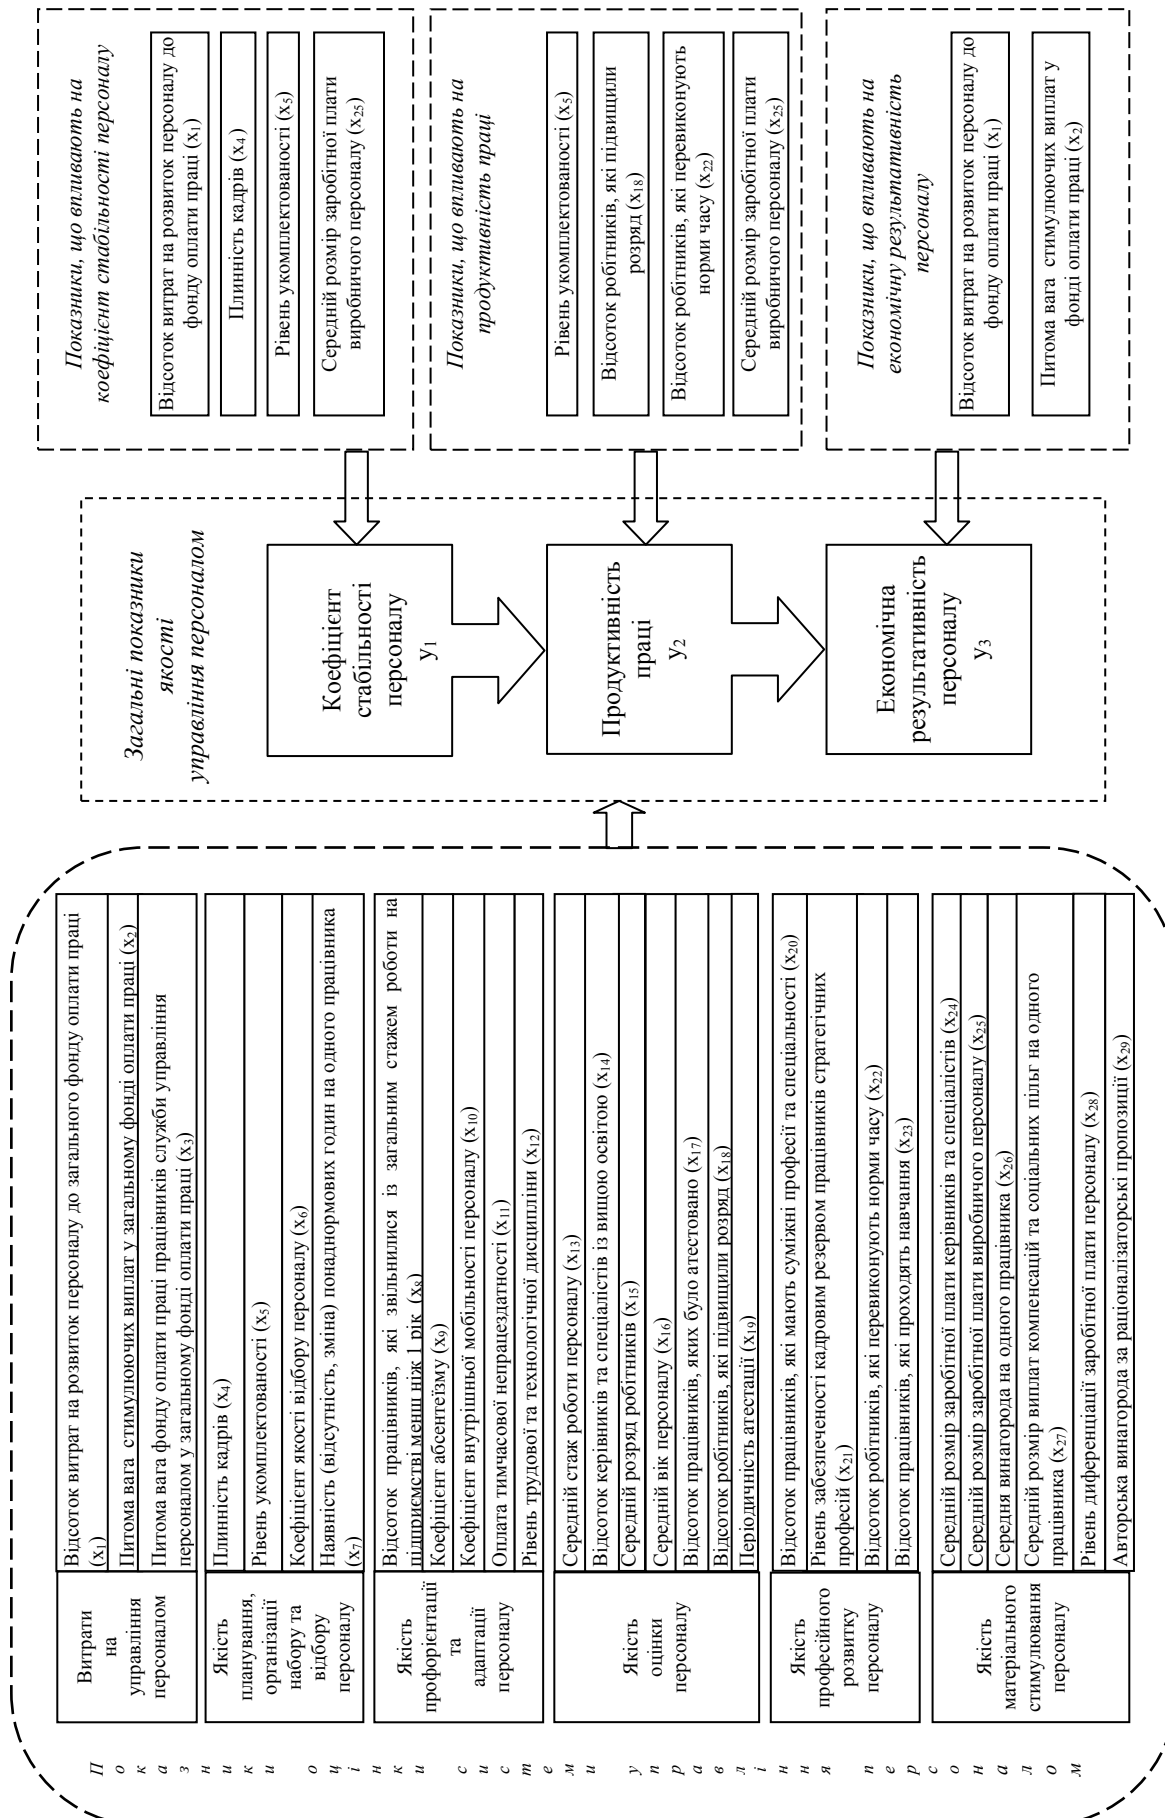 Показники оцінки системи управління персоналом
Витрати
на
управління
персоналом
Відсоток витрат на розвиток персоналу до загального фонду оплати праці
(x1)
Питома вага стимулюючих виплат у загальному фонді оплати праці (x2)
Питома вага фонду оплати праці працівників служби управління
персоналом у загальному фонді оплати праці (x3)
Якість
планування,
організації
набору та
відбору
персоналу
Плинність кадрів (x4)
Рівень укомплектованості (x5)
Коефіцієнт якості відбору персоналу (x6)
Наявність (відсутність, зміна) понаднормових годин на одного працівника
(x7)
Якість
профорієнтації
та
адаптації
персоналу
Відсоток працівників, які звільнилися із загальним стажем роботи на
підприємстві менш ніж 1 рік (x8)
Коефіцієнт абсентеїзму (x9)
Коефіцієнт внутрішньої мобільності персоналу (x10)
Оплата тимчасової непрацездатності (x11)
Рівень трудової та технологічної дисципліни (x12)
Якість
оцінки
персоналу
Середній стаж роботи персоналу (x13)
Відсоток керівників та спеціалістів із вищою освітою (x14)
Середній розряд робітників (x15)
Середній вік персоналу (x16)
Відсоток працівників, яких було атестовано (x17)
Відсоток робітників, які підвищили розряд (x18)
Періодичність атестації (x19)
Якість
професійного
розвитку
персоналу
Відсоток працівників, які мають суміжні професії та спеціальності (x20)
Рівень забезпеченості кадровим резервом працівників стратегічних
професій (x21)
Відсоток робітників, які перевиконують норми часу (x22)
Відсоток працівників, які проходять навчання (x23)
Якість
матеріального
стимулювання
персоналу
Середній розмір заробітної плати керівників та спеціалістів (x24)
Середній розмір заробітної плати виробничого персоналу (x25)
Середня винагорода на одного працівника (x26)
Середній розмір виплат компенсацій та соціальних пільг на одного
працівника (x27)
Рівень диференціації заробітної плати персоналу (x28)
Авторська винагорода за раціоналізаторські пропозиції (x29)
Загальні показники
якості
управління персоналом
Коефіцієнт
стабільності
персоналу
y1
Продуктивність
праці
y2
Економічна
результативність
персоналу
y3
Показники, що впливають на
коефіцієнт стабільності персоналу
Відсоток витрат на розвиток персоналу до
фонду оплати праці (x1)
Плинність кадрів (x4)
Рівень укомплектованості (x5)
Середній розмір заробітної плати
виробничого персоналу (x25)
Показники, що впливають на
продуктивність праці
Рівень укомплектованості (x5)
Відсоток робітників, які підвищили
розряд (x18)
Відсоток робітників, які перевиконують
норми часу (x22)
Середній розмір заробітної плати
виробничого персоналу (x25)
Показники, що впливають на
економічну результативність
персоналу
Відсоток витрат на розвиток персоналу до
фонду оплати праці (x1)
Питома вага стимулюючих виплат у
фонді оплати праці (x2)